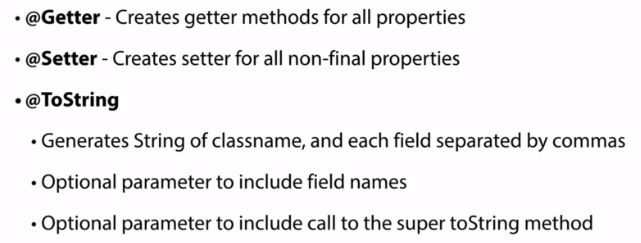 • @Getter - Creates getter methods for all properties
• @Setter - Creates setter for all non-final properties
• @ToString
• Generates String of classname, and each field separated by commas
• Optional parameter to include field names
• Optional parameter to include call to the super toString method